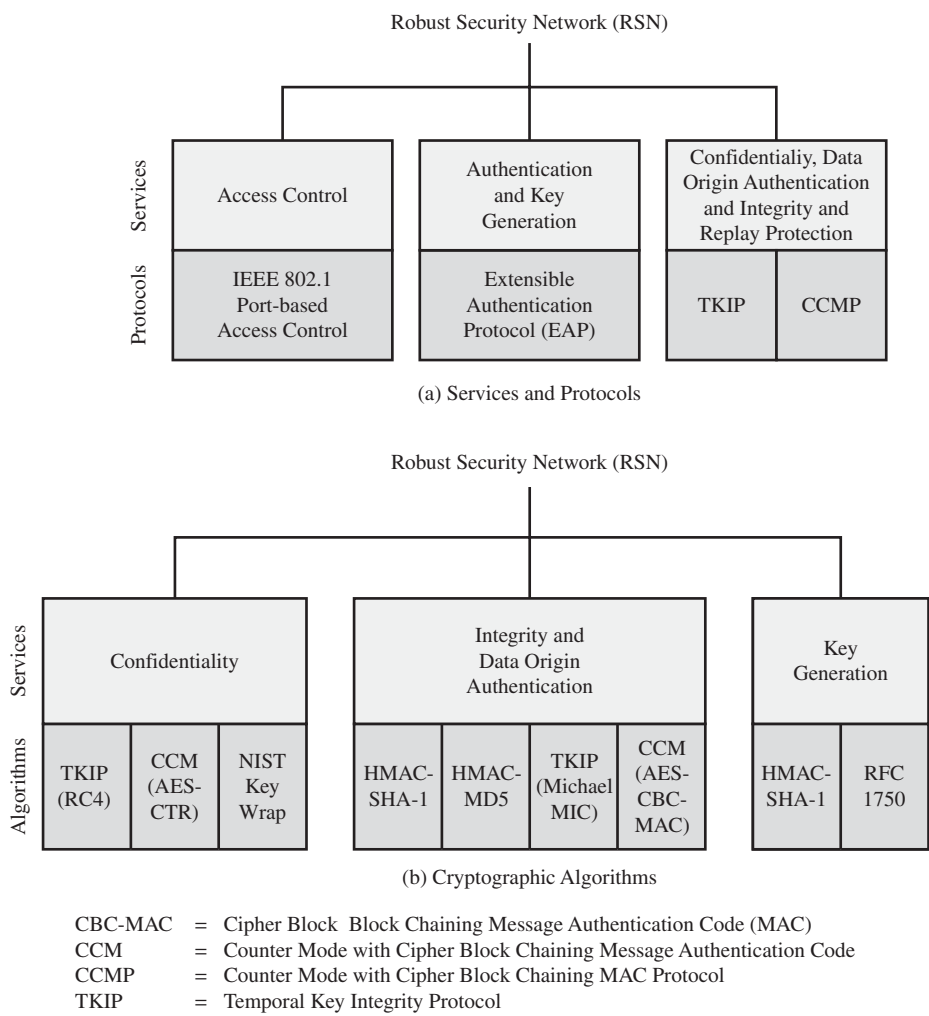 Robust Security Network (RSN)
Services
Protocols
Access Control
IEEE 802.1
Port-based
Access Control
Authentication
and Key
Generation
Extensible
Authentication
Protocol (EAP)
Confidentialiy, Data
Origin Authentication
and Integrity and
Replay Protection
TKIP
CCMP
(a) Services and Protocols
Robust Security Network (RSN)
Services
Algorithms
Confidentiality
TKIP
(RC4)
CCM
(AES-
CTR)
NIST
Key
Wrap
Integrity and
Data Origin
Authentication
HMAC-
SHA-1
HMAC-
MD5
TKIP
(Michael
MIC)
CCM
(AES-
CBC-
MAC)
Key
Generation
HMAC-
SHA-1
RFC
1750
(b) Cryptographic Algorithms
CBC-MAC = Cipher Block Block Chaining Message Authentication Code (MAC)
CCM = Counter Mode with Cipher Block Chaining Message Authentication Code
CCMP = Counter Mode with Cipher Block Chaining MAC Protocol
TKIP = Temporal Key Integrity Protocol